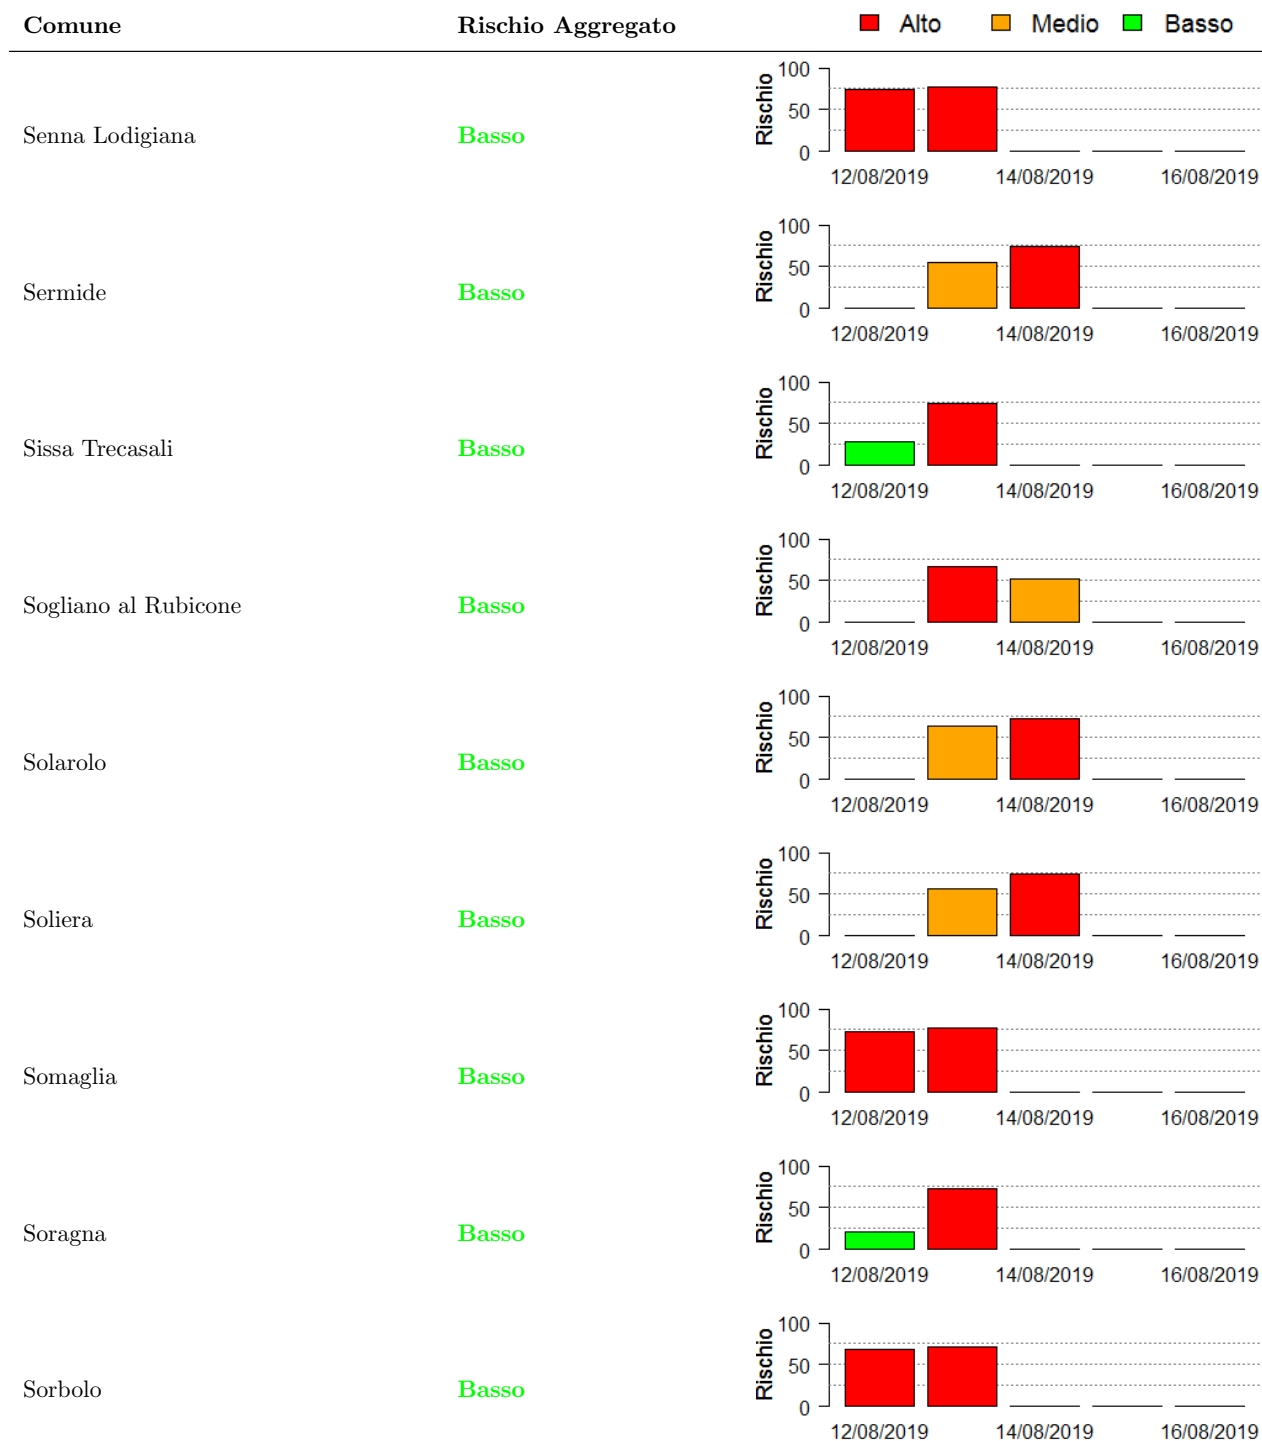 Comune Rischio Aggregato Alto Medio Basso
Senna Lodigiana Basso
Rischio
100
50
0
12/08/2019 14/08/2019 16/08/2019
Sermide Basso
Rischio
100
50
0
12/08/2019 14/08/2019 16/08/2019
Sissa Trecasali Basso
Rischio
100
50
0
12/08/2019 14/08/2019 16/08/2019
Sogliano al Rubicone Basso
Rischio
100
50
0
12/08/2019 14/08/2019 16/08/2019
Solarolo Basso
Rischio
100
50
0
12/08/2019 14/08/2019 16/08/2019
Soliera Basso
Rischio
100
50
0
12/08/2019 14/08/2019 16/08/2019
Somaglia Basso
Rischio
100
50
0
12/08/2019 14/08/2019 16/08/2019
Soragna Basso
Rischio
100
50
0
12/08/2019 14/08/2019 16/08/2019
Sorbolo Basso
Rischio
100
50
0
12/08/2019 14/08/2019 16/08/2019